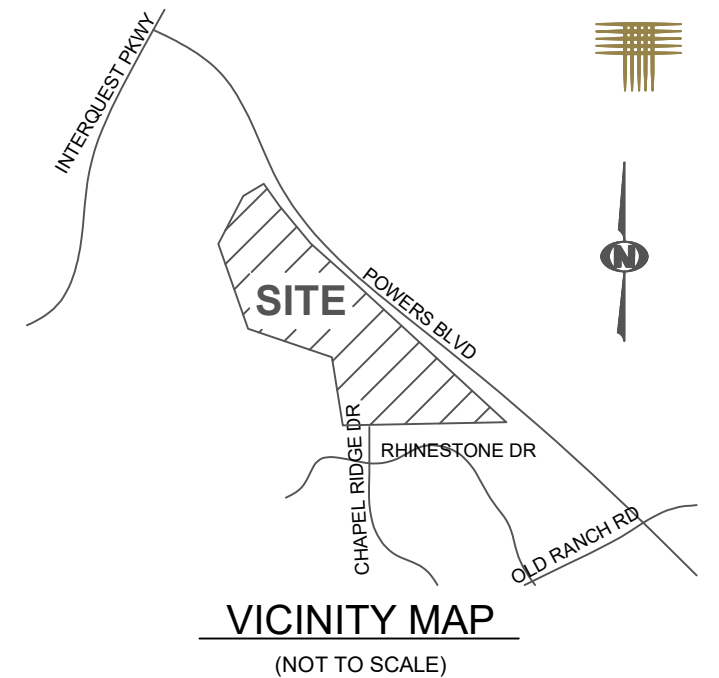 INTERQUEST PKWY
N
POWERS BLVD
SITE
CHAPEL RIDGE DR
RHINESTONE DR
OLD RANCH RD
VICINITY MAP
(NOT TO SCALE)